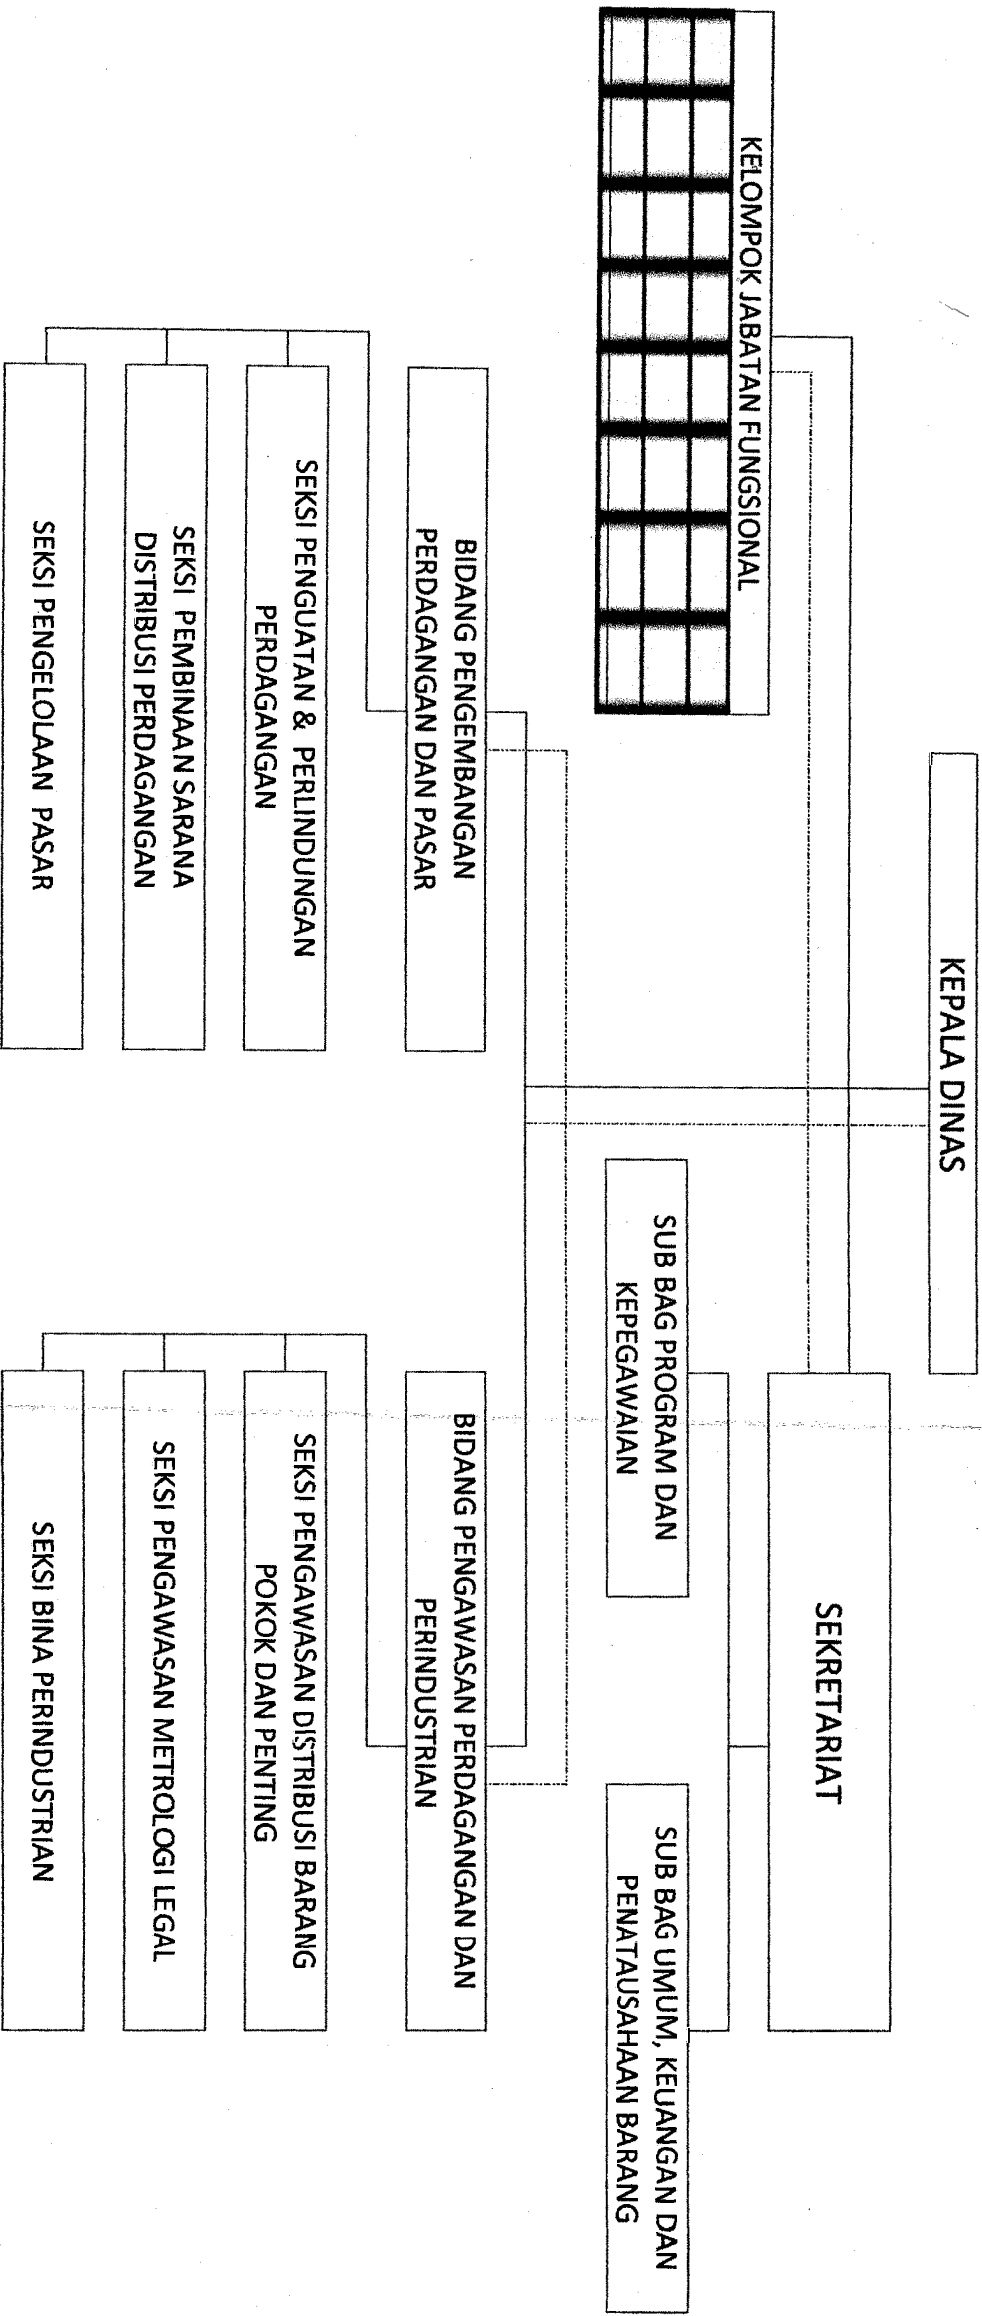 KEPALA DINAS
SEKRETARIAT
KELOMPOK JABATAN FUNGSIONAL
SUB BAG PROGRAM DAN
KEPEGAWAIAN
SUB BAG UMUM, KEUANGAN DAN
PENATAUSAHAAN BARANG
BIDANG PENGEMBANGAN
PERDAGANGAN DAN PASAR
SEKSI PENGUATAN & PERLINDUNGAN
PERDAGANGAN
SEKSI PEMBINAAN SARANA
DISTRIBUSI PERDAGANGAN
SEKSI PENGELOLAAN PASAR
BIDANG PENGAWASAN PERDAGANGAN DAN
PERINDUSTRIAN
SEKSI PENGAWASAN DISTRIBUSI BARANG
POKOK DAN PENTING
SEKSI PENGAWASAN METROLOGI LEGAL
SEKSI BINA PERINDUSTRIAN